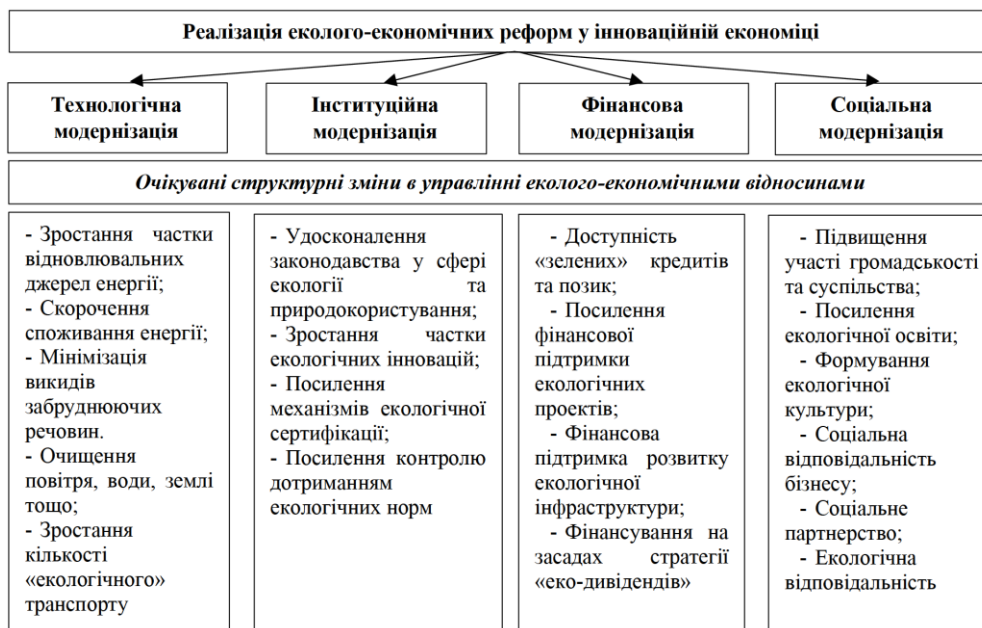 Реалізація еколого-економічних реформ у інноваційній економіці
Технологічна
модернізація
Інституційна
модернізація
Фінансова
модернізація
Соціальна
модернізація
Очікувані структурні зміни в управлінні еколого-економічними відносинами
- Зростання частки
відновлювальних
джерел енергії;
- Скорочення
споживання енергії;
- Мінімізація
викидів
забруднюючих
речовин.
- Очищення
повітря, води, землі
тощо;
- Зростання
кількості
«екологічного»
транспорту
- Удосконалення
законодавства у сфері
екології та
природокористування;
- Зростання частки
екологічних інновацій;
- Посилення
механізмів екологічної
сертифікації;
- Посилення контролю
дотриманням
екологічних норм
- Доступність
«зелених» кредитів
та позик;
- Посилення
фінансової
підтримки
екологічних
проектів;
- Фінансова
підтримка розвитку
екологічної
інфраструктури;
- Фінансування на
засадах стратегії
«еко-дивідендів»
- Підвищення
участі громадськості
та суспільства;
- Посилення
екологічної освіти;
- Формування
екологічної
культури;
- Соціальна
відповідальність
бізнесу;
- Соціальне
партнерство;
- Екологічна
відповідальність